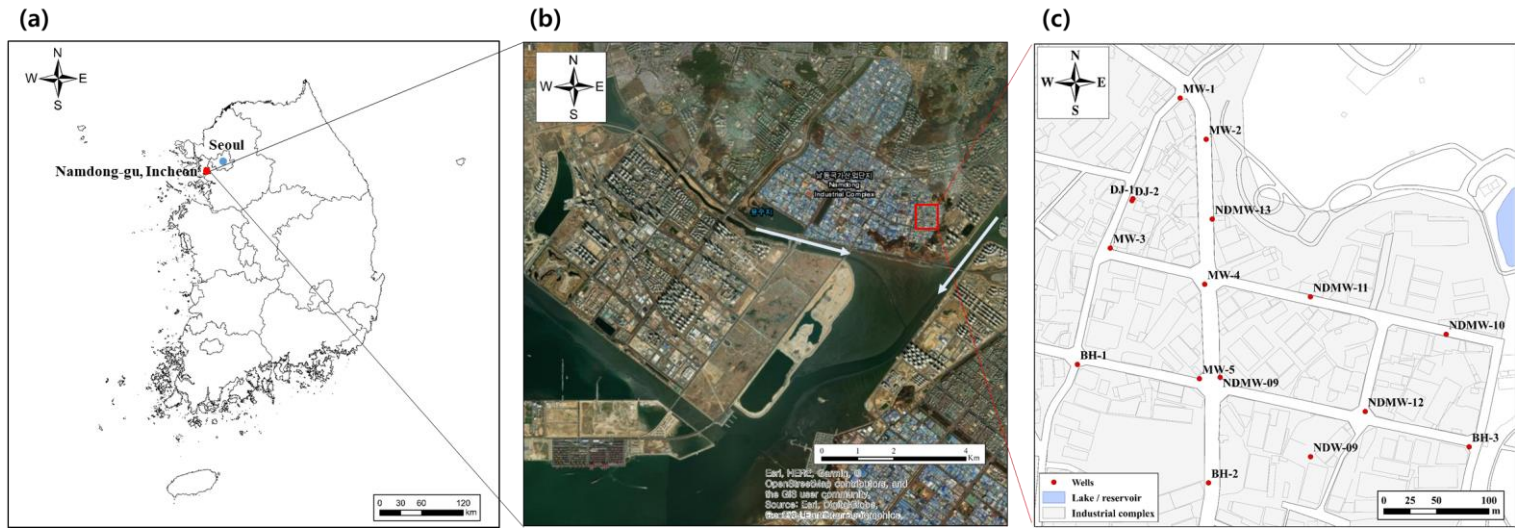 (a)
N
W E
S
Seoul
Namdong-gu, Incheon
0 30 60 120
km
(b)
N
W E
S
남동국가산업단지
Namdong
Industrial Complex
유수지
0 1 2 4
Km
Esri, HERE, Garmin, ©
OpenStreetMap contributors, and
the GIS user community,
Source: Esri, DigitalGlobe,
(c)
N
W E
S
MW-1
MW-2
DJ-1 DJ-2
NDMW-13
MW-3
MW-4
NDMW-11
NDMW-10
BH-1
MW-5
NDMW-09
NDMW-12
BH-3
NDW-09
BH-2
Wells
Lake / reservoir
Industrial complex
0 25 50 100
m